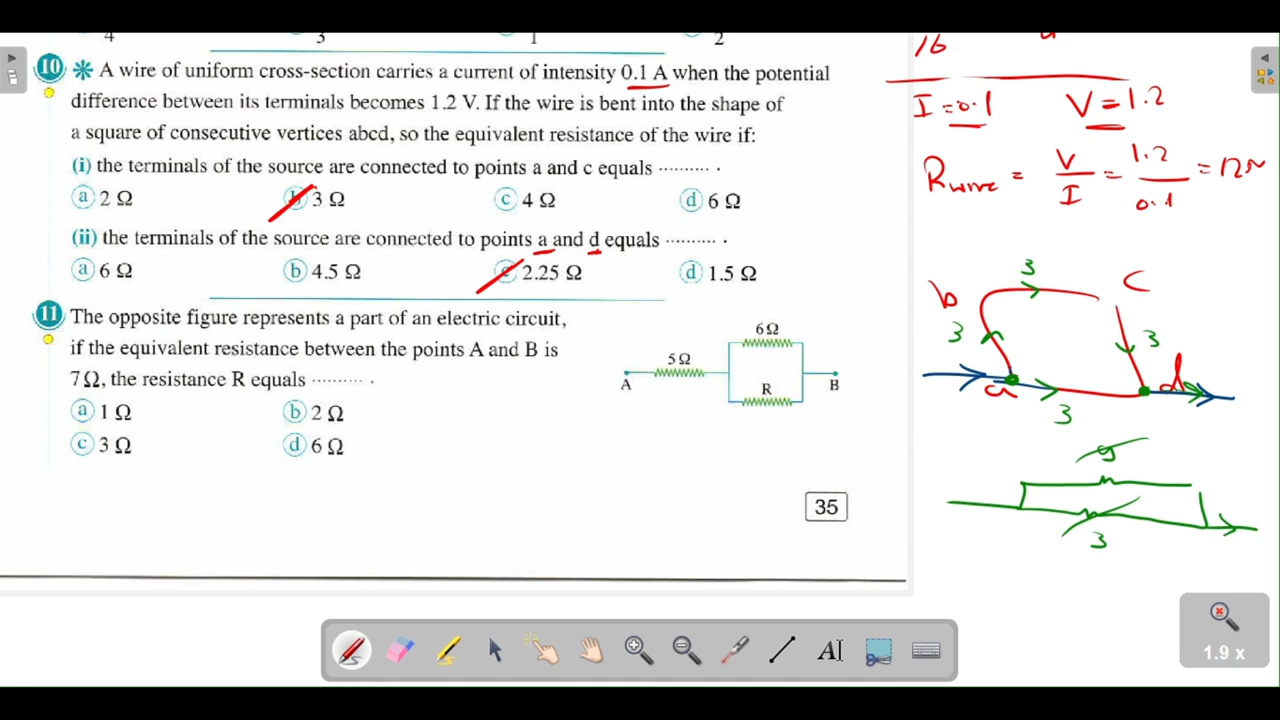 4 3 1 2
10 * A wire of uniform cross-section carries a current of intensity 0.1 A when the potential
difference between its terminals becomes 1.2 V. If the wire is bent into the shape of
a square of consecutive vertices abcd, so the equivalent resistance of the wire if:
(i) the terminals of the source are connected to points a and c equals ·········· .
a 2 Ω b 3 Ω c 4 Ω d 6 Ω
(ii) the terminals of the source are connected to points a and d equals ·········· .
a 6 Ω b 4.5 Ω c 2.25 Ω d 1.5 Ω
11 The opposite figure represents a part of an electric circuit,
if the equivalent resistance between the points A and B is
7 Ω, the resistance R equals ·········· .
a 1 Ω b 2 Ω
c 3 Ω d 6 Ω
6 Ω
5 Ω
A
R
B
35
16
I = 0.1 V = 1.2
R wire = V/I = 1.2/0.1 = 12Ω
3
b
c
3
3
a
d
3
9
3
AI
1.9 x